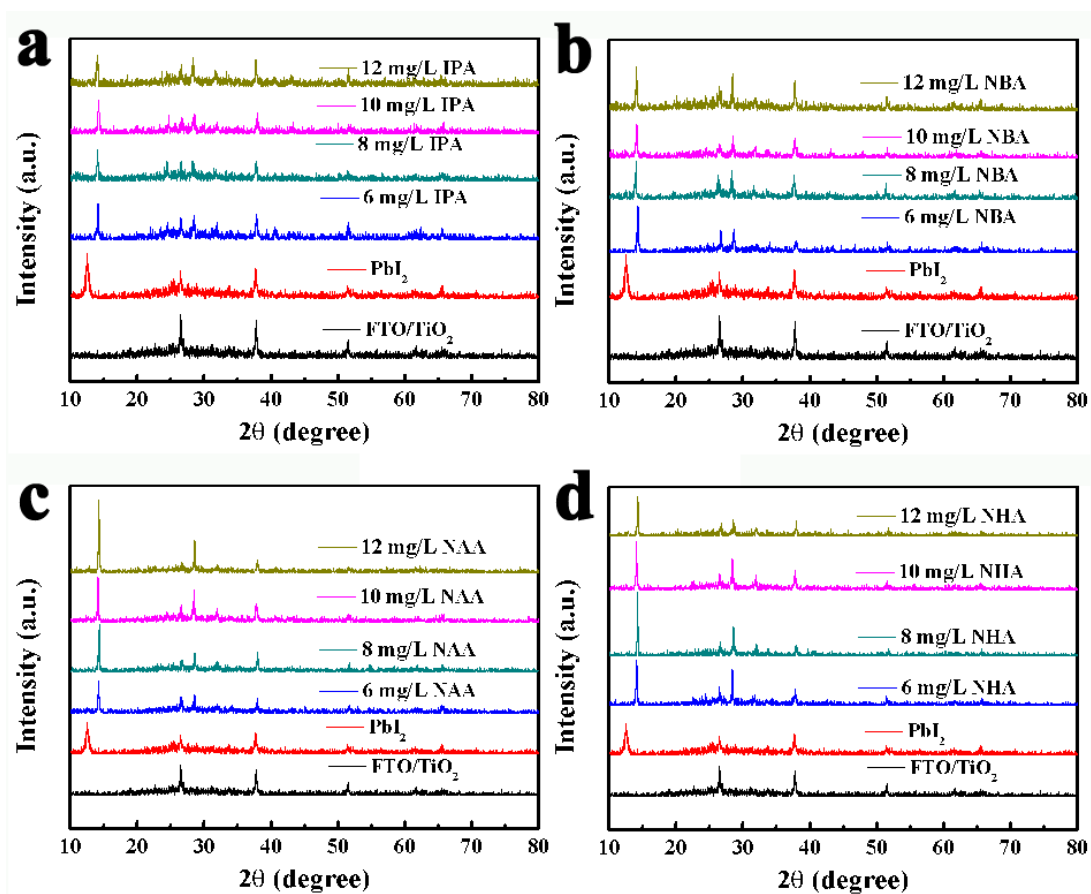 a
12 mg/L IPA
10 mg/L IPA
8 mg/L IPA
6 mg/L IPA
PbI₂
FTO/TiO₂
Intensity (a.u.)
10 20 30 40 50 60 70 80
2θ (degree)
b
12 mg/L NBA
10 mg/L NBA
8 mg/L NBA
6 mg/L NBA
PbI₂
FTO/TiO₂
Intensity (a.u.)
10 20 30 40 50 60 70 80
2θ (degree)
c
12 mg/L NAA
10 mg/L NAA
8 mg/L NAA
6 mg/L NAA
PbI₂
FTO/TiO₂
Intensity (a.u.)
10 20 30 40 50 60 70 80
2θ (degree)
d
12 mg/L NHA
10 mg/L NHA
8 mg/L NHA
6 mg/L NHA
PbI₂
FTO/TiO₂
Intensity (a.u.)
10 20 30 40 50 60 70 80
2θ (degree)